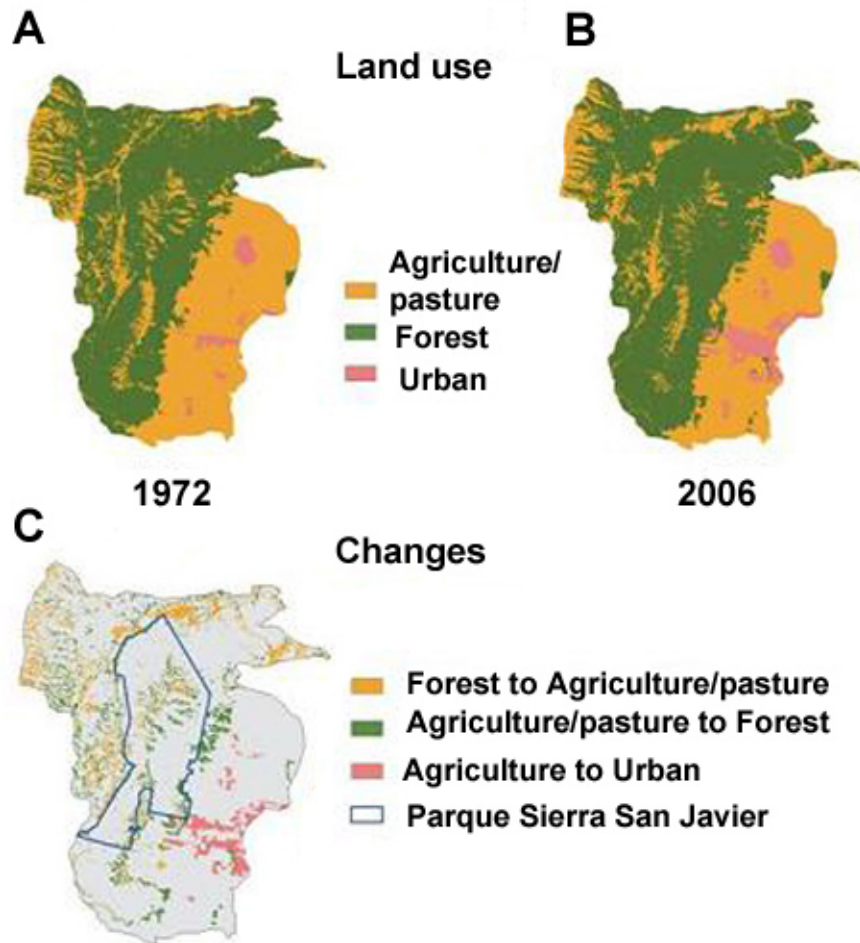 A
B
Land use
Agriculture/
pasture
Forest
Urban
1972
2006
C
Changes
Forest to Agriculture/pasture
Agriculture/pasture to Forest
Agriculture to Urban
Parque Sierra San Javier